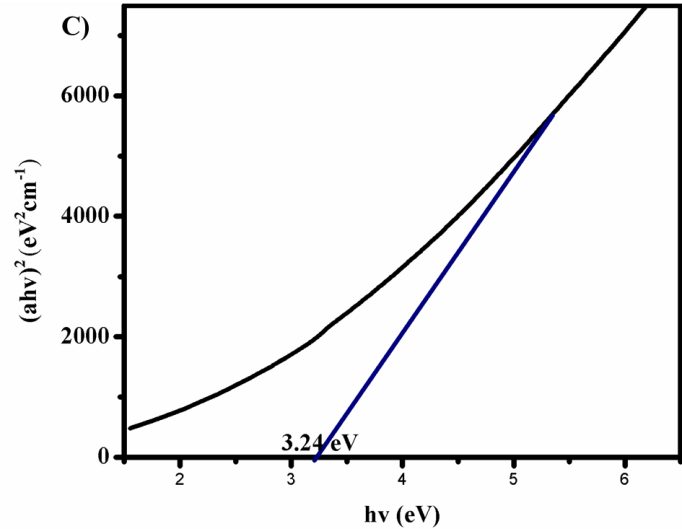 C)
6000
4000
2000
0
(ahv)² (eV²cm⁻¹)
3.24 eV
2 3 4 5 6
hv (eV)